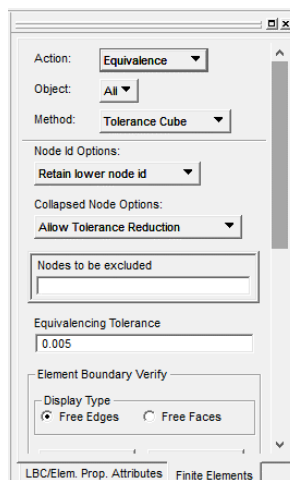 Action: Equivalence
Object: All
Method: Tolerance Cube
Node Id Options:
Retain lower node id
Collapsed Node Options:
Allow Tolerance Reduction
Nodes to be excluded
Equivalencing Tolerance
0.005
Element Boundary Verify
Display Type
Free Edges Free Faces
LBC/Elem. Prop. Attributes Finite Elements